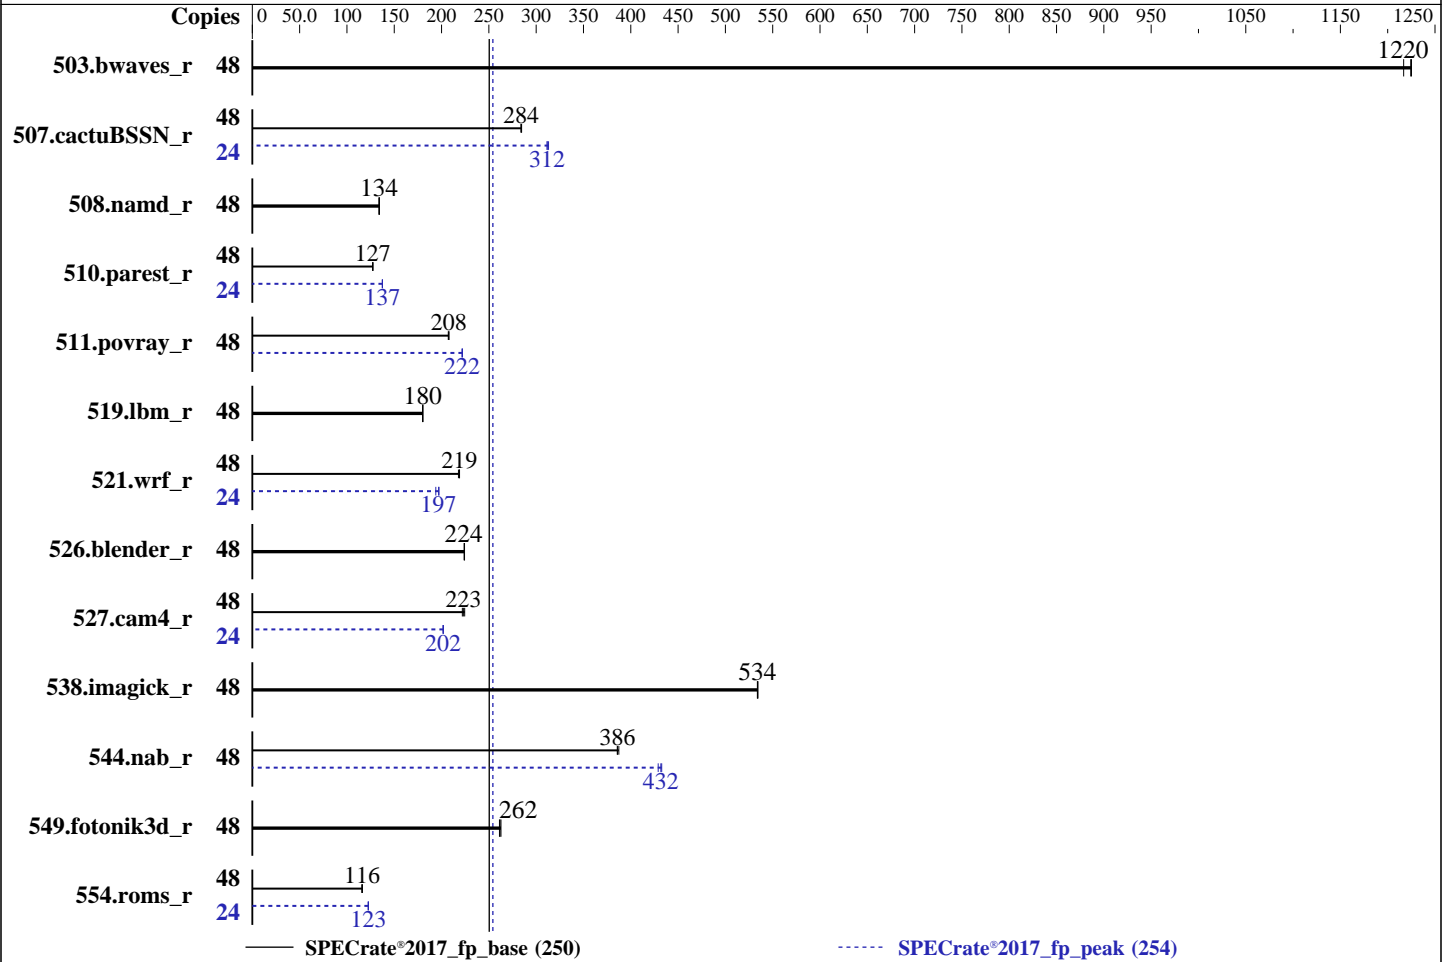 Copies 0 50.0 100 150 200 250 300 350 400 450 500 550 600 650 700 750 800 850 900 950 1050 1150 1250
503.bwaves_r 48 1220
48 284
507.cactuBSSN_r
24 312
508.namd_r 48 134
48 127
510.parest_r
24 137
208
511.povray_r 48
222
519.lbm_r 48 180
48 219
521.wrf_r
24 197
526.blender_r 48 224
48 223
527.cam4_r
24 202
538.imagick_r 48 534
386
544.nab_r 48
432
549.fotonik3d_r 48 262
48 116
554.roms_r
24 123
SPECrate®2017_fp_base (250) SPECrate®2017_fp_peak (254)